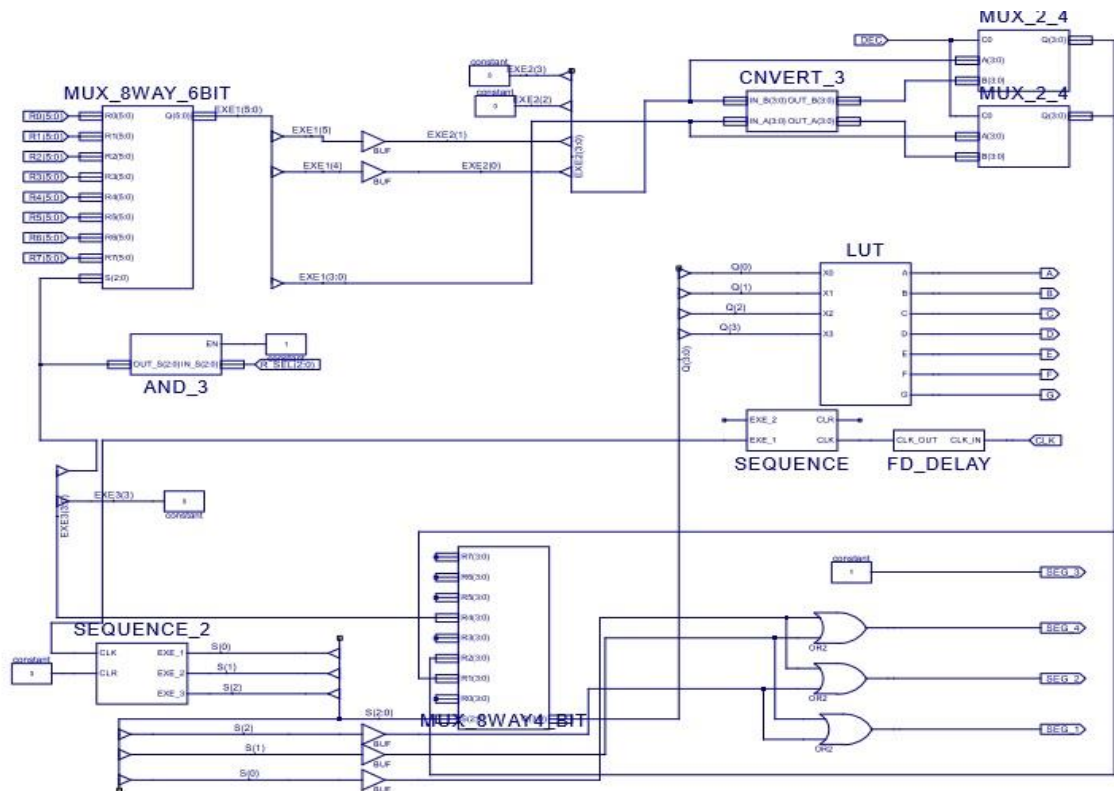 MUX_2_4
DEC
C0 Q(3:0)
A(3:0)
B(3:0)
constant
0
EXE2(3)
constant
0
EXE2(2)
CNVERT_3
IN_B(3:0) OUT_B(3:0)
IN_A(3:0) OUT_A(3:0)
MUX_2_4
C0 Q(3:0)
A(3:0)
B(3:0)
MUX_8WAY_6BIT
R0(5:0) R0(5:0) Q(5:0) EXE1(5:0)
R1(5:0) R1(5:0)
R2(5:0) R2(5:0)
R3(5:0) R3(5:0)
R4(5:0) R4(5:0)
R5(5:0) R5(5:0)
R6(5:0) R6(5:0)
R7(5:0) R7(5:0)
S(2:0)
EXE1(5) BUF EXE2(1)
EXE1(4) BUF EXE2(0)
EXE2(3:0)
EXE1(3:0)
LUT
Q(0) X0 A A
Q(1) X1 B B
Q(2) X2 C C
Q(3) X3 D D
E E
F F
G G
Q(3:0)
EN 1
constant
OUT_S(2:0) IN_S(2:0) R_SEL(2:0)
AND_3
EXE_2 CLR
EXE_1 CLK
SEQUENCE
CLK_OUT CLK_IN CLK
FD_DELAY
EXE3(3)
constant
R7(3:0)
R6(3:0)
R5(3:0)
R4(3:0)
R3(3:0)
R2(3:0)
R1(3:0)
R0(3:0)
MUX_8WAY4_BIT
constant
SEG_3
SEG_4
OR2
SEG_2
OR2
SEG_1
OR2
SEQUENCE_2
CLK EXE_1 S(0)
constant
CLR EXE_2 S(1)
EXE_3 S(2)
S(2:0)
S(2) BUF
S(1) BUF
S(0) BUF